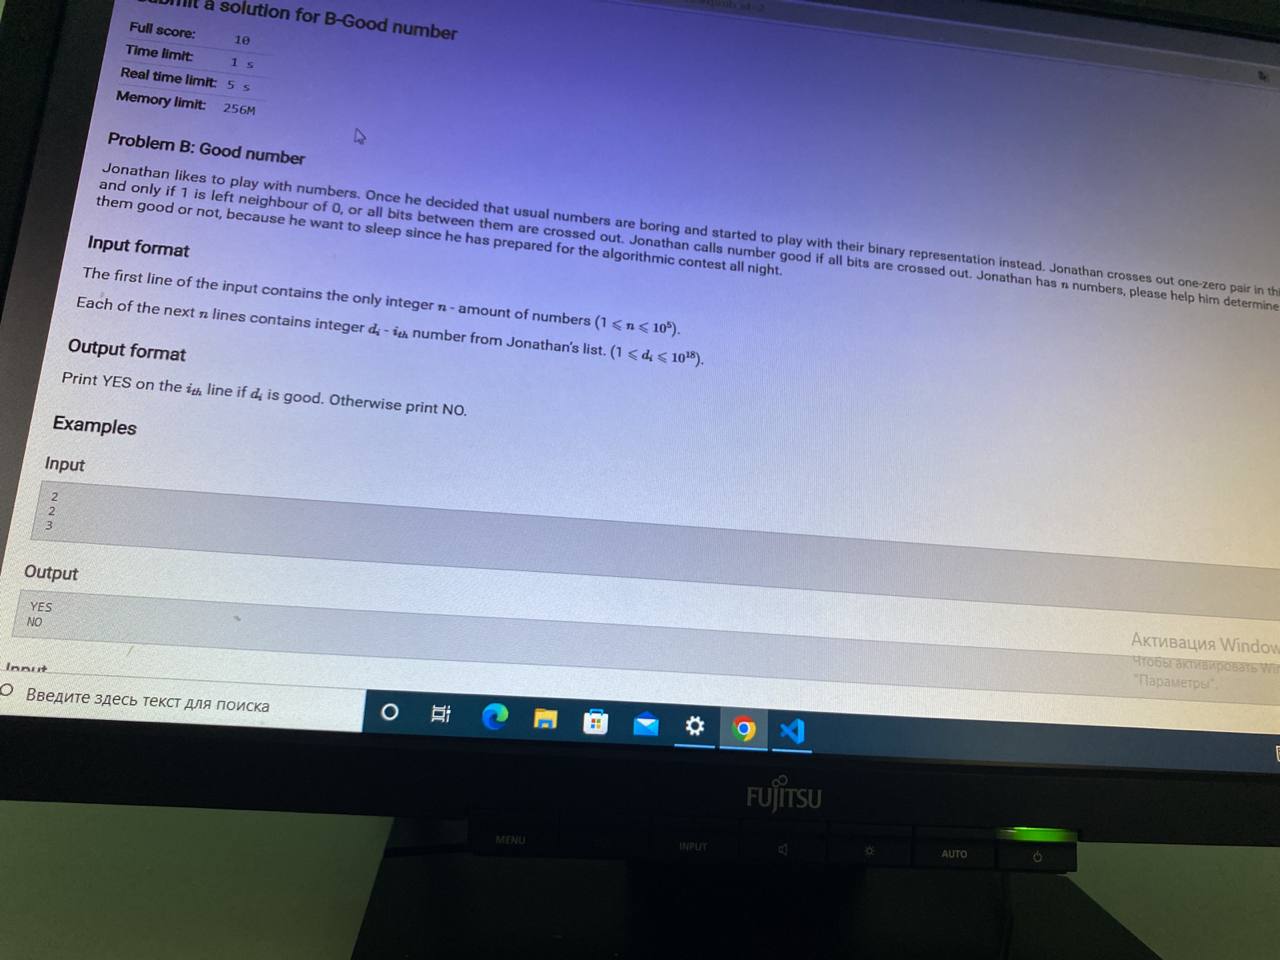 a solution for B-Good number
Full score: 10
Time limit: 1 s
Real time limit: 5 s
Memory limit: 256M
Problem B: Good number
Jonathan likes to play with numbers. Once he decided that usual numbers are boring and started to play with their binary representation instead. Jonathan crosses out one-zero pair in
and only if 1 is left neighbour of 0, or all bits between them are crossed out. Jonathan calls number good if all bits are crossed out. Jonathan has n numbers, please help him determine
them good or not, because he want to sleep since he has prepared for the algorithmic contest all night.
Input format
The first line of the input contains the only integer n - amount of numbers (1 ⩽ n ⩽ 10⁵).
Each of the next n lines contains integer dᵢ - iₜₕ number from Jonathan's list. (1 ⩽ dᵢ ⩽ 10¹⁸).
Output format
Print YES on the iₜₕ line if dᵢ is good. Otherwise print NO.
Examples
Input
2
2
3
Output
YES
NO
Input
Активация Window
Чтобы активировать Wi
"Параметры".
Введите здесь текст для поиска
FUJITSU
MENU
INPUT
AUTO